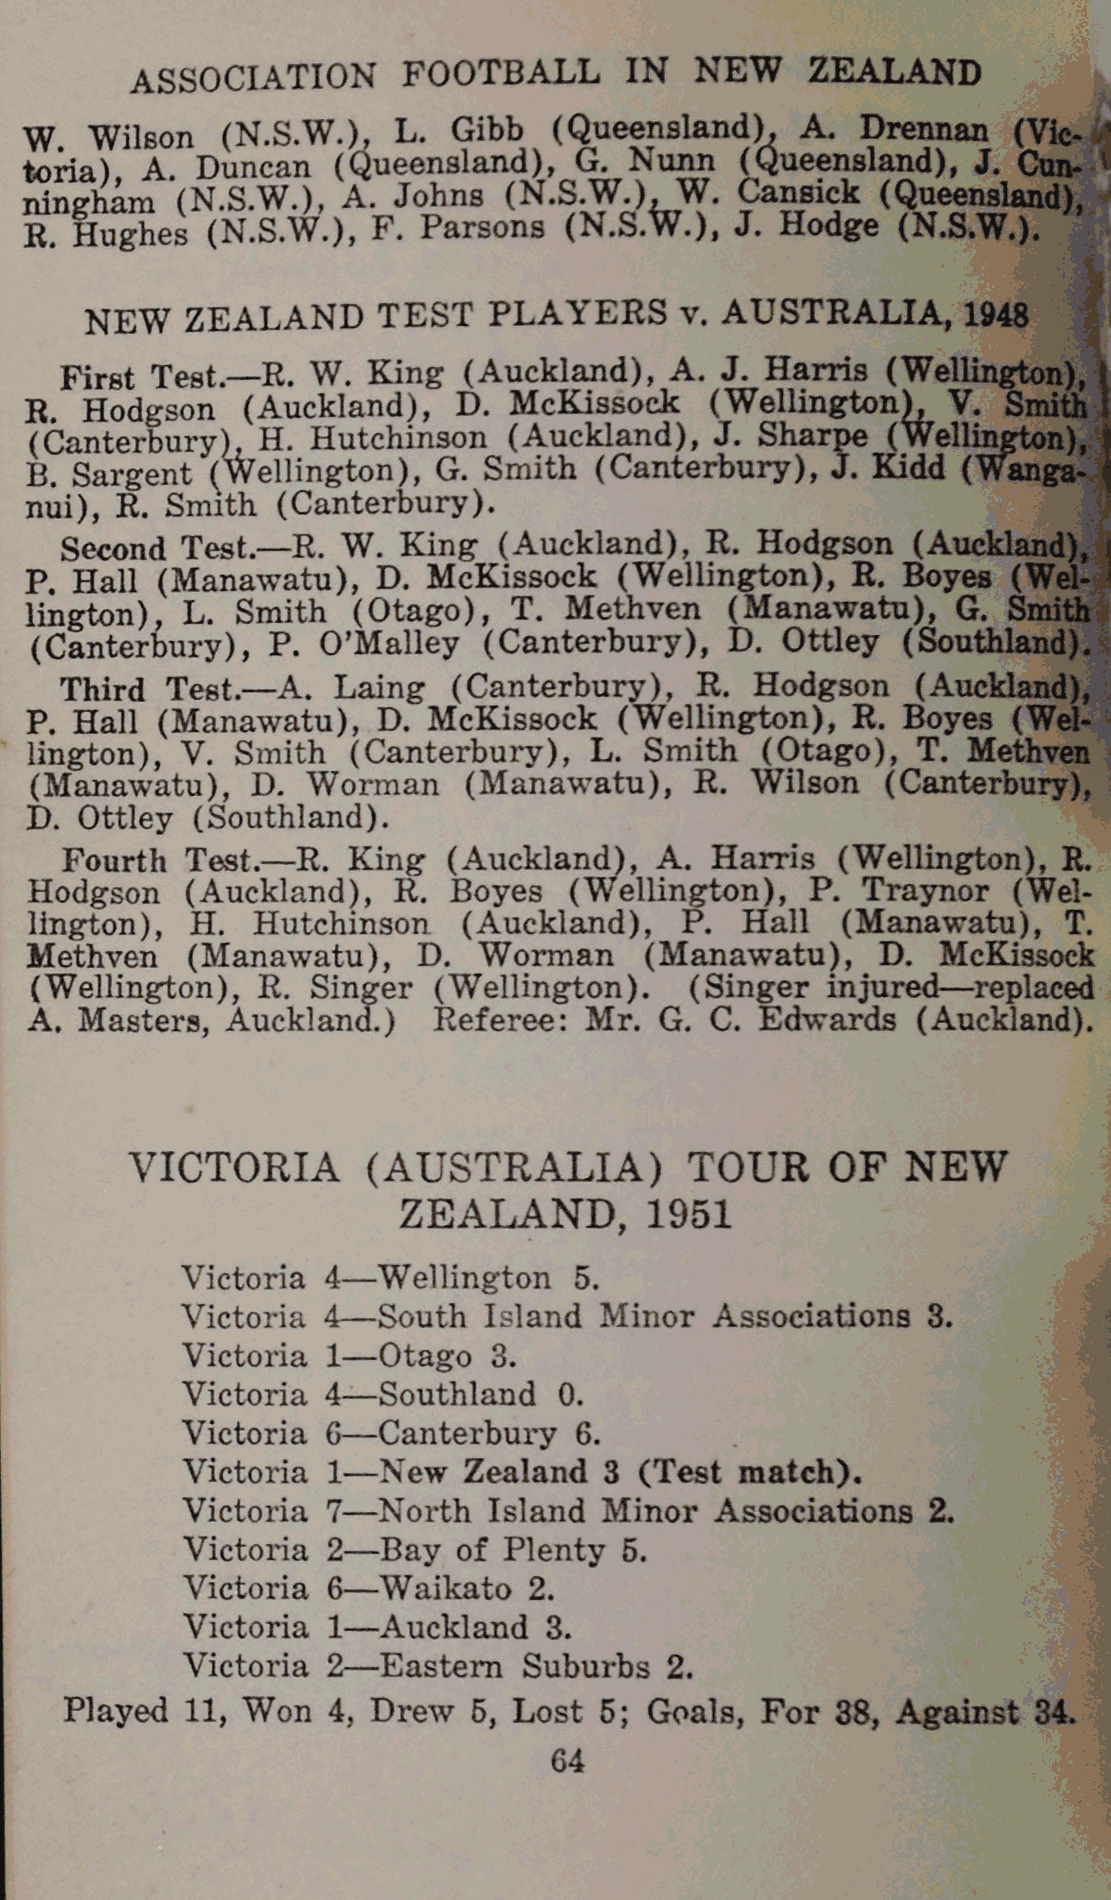 ASSOCIATION FOOTBALL IN NEW ZEALAND
W. Wilson (N.S.W.), L. Gibb (Queensland), A. Drennan (Vic-
toria), A. Duncan (Queensland), G. Nunn (Queensland), J. Cun-
ningham (N.S.W.), A. Johns (N.S.W.), W. Cansick (Queensland),
R. Hughes (N.S.W.), F. Parsons (N.S.W.), J. Hodge (N.S.W.).
NEW ZEALAND TEST PLAYERS v. AUSTRALIA, 1948
First Test.—R. W. King (Auckland), A. J. Harris (Wellington),
R. Hodgson (Auckland), D. McKissock (Wellington), V. Smith
(Canterbury), H. Hutchinson (Auckland), J. Sharpe (Wellington),
B. Sargent (Wellington), G. Smith (Canterbury), J. Kidd (Wanga-
nui), R. Smith (Canterbury).
Second Test.—R. W. King (Auckland), R. Hodgson (Auckland),
P. Hall (Manawatu), D. McKissock (Wellington), R. Boyes (Wel-
lington), L. Smith (Otago), T. Methven (Manawatu), G. Smith
(Canterbury), P. O'Malley (Canterbury), D. Ottley (Southland).
Third Test.—A. Laing (Canterbury), R. Hodgson (Auckland),
P. Hall (Manawatu), D. McKissock (Wellington), R. Boyes (Wel-
lington), V. Smith (Canterbury), L. Smith (Otago), T. Methven
(Manawatu), D. Worman (Manawatu), R. Wilson (Canterbury),
D. Ottley (Southland).
Fourth Test.—R. King (Auckland), A. Harris (Wellington), R.
Hodgson (Auckland), R. Boyes (Wellington), P. Traynor (Wel-
lington), H. Hutchinson (Auckland), P. Hall (Manawatu), T.
Methven (Manawatu), D. Worman (Manawatu), D. McKissock
(Wellington), R. Singer (Wellington). (Singer injured—replaced
A. Masters, Auckland.) Referee: Mr. G. C. Edwards (Auckland).
VICTORIA (AUSTRALIA) TOUR OF NEW
ZEALAND, 1951
Victoria 4—Wellington 5.
Victoria 4—South Island Minor Associations 3.
Victoria 1—Otago 3.
Victoria 4—Southland 0.
Victoria 6—Canterbury 6.
Victoria 1—New Zealand 3 (Test match).
Victoria 7—North Island Minor Associations 2.
Victoria 2—Bay of Plenty 5.
Victoria 6—Waikato 2.
Victoria 1—Auckland 3.
Victoria 2—Eastern Suburbs 2.
Played 11, Won 4, Drew 5, Lost 5; Goals, For 38, Against 34.
64